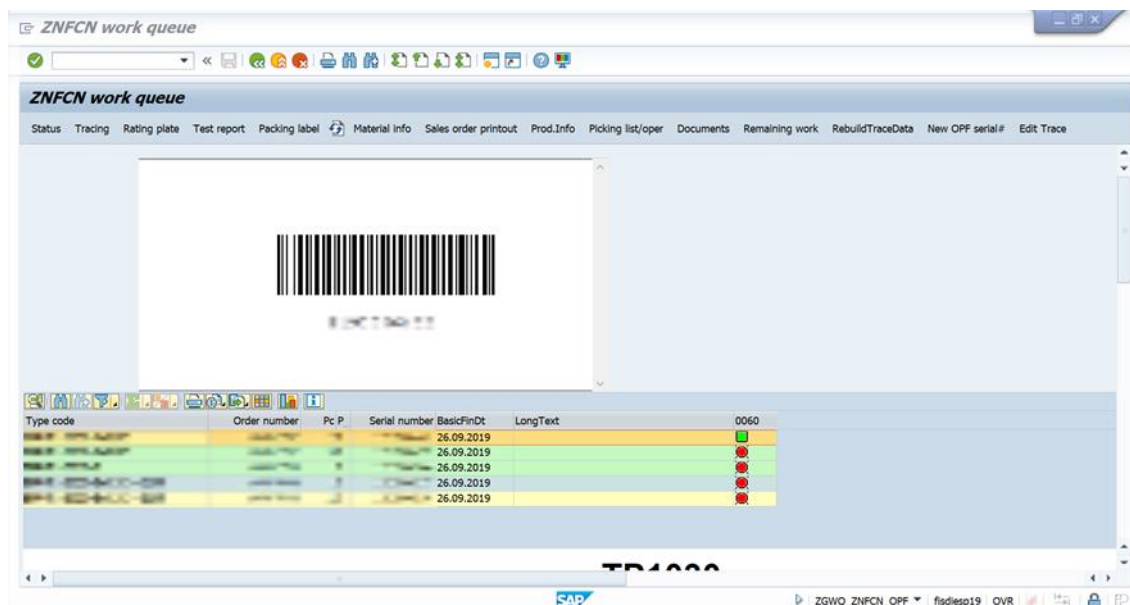 ZNFCN work queue
ZNFCN work queue
Status Tracing Rating plate Test report Packing label Material info Sales order printout Prod.Info Picking list/oper Documents Remaining work RebuildTraceData New OPF serial# Edit Trace
Type code Order number Pc P Serial number BasicFinDt LongText 0060
26.09.2019
26.09.2019
26.09.2019
26.09.2019
26.09.2019
SAP ZGWO_ZNFCN_OPF fisdiesp19 OVR